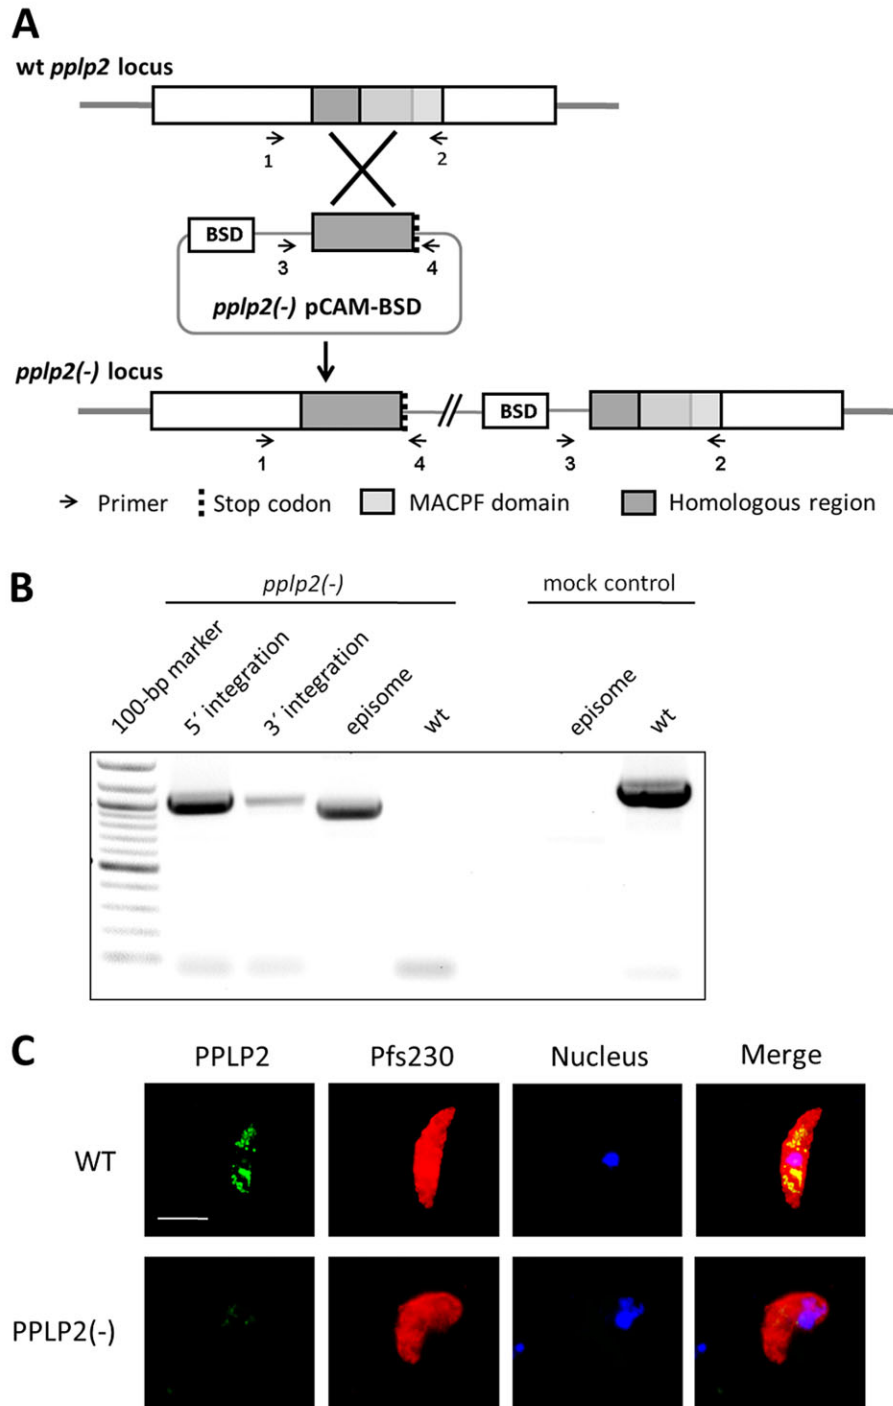 A
wt pplp2 locus
1
2
BSD
3
4
pplp2(-) pCAM-BSD
pplp2(-) locus
BSD
1
4
3
2
Primer
Stop codon
MACPF domain
Homologous region
B
pplp2(-)
mock control
100-bp marker
5´ integration
3´ integration
episome
wt
episome
wt
C
PPLP2
Pfs230
Nucleus
Merge
WT
PPLP2(-)